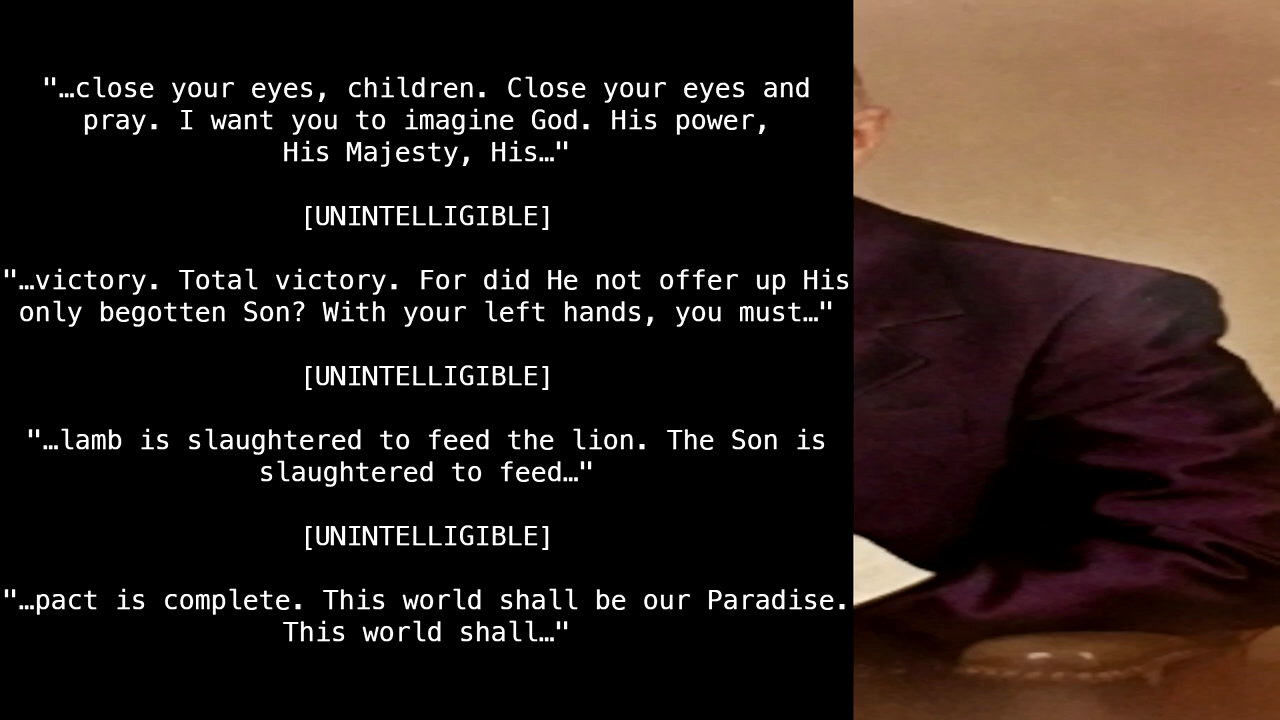 "…close your eyes, children. Close your eyes and
pray. I want you to imagine God. His power,
His Majesty, His…"
[UNINTELLIGIBLE]
"…victory. Total victory. For did He not offer up His
only begotten Son? With your left hands, you must…"
[UNINTELLIGIBLE]
"…lamb is slaughtered to feed the lion. The Son is
slaughtered to feed…"
[UNINTELLIGIBLE]
"…pact is complete. This world shall be our Paradise.
This world shall…"